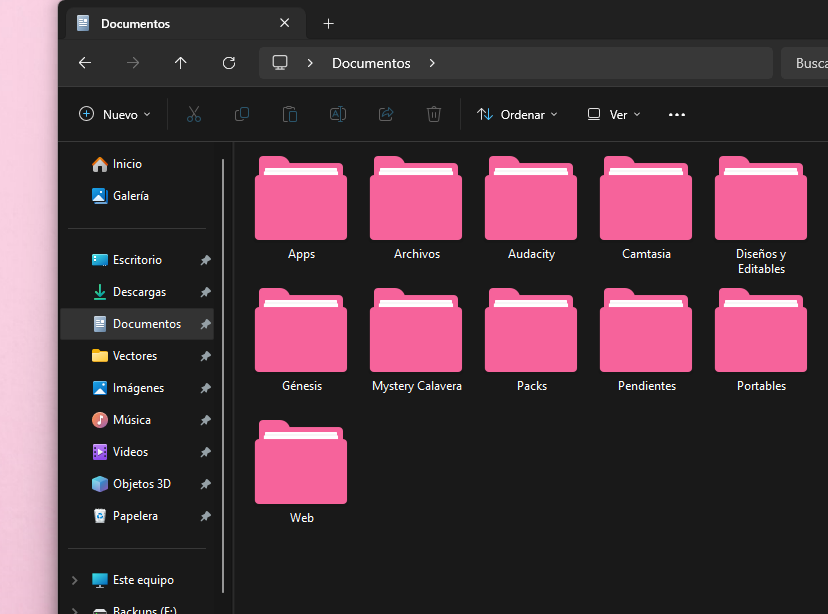 Documentos
Documentos
Busca
Nuevo
Ordenar
Ver
Inicio
Galería
Escritorio
Descargas
Documentos
Vectores
Imágenes
Música
Videos
Objetos 3D
Papelera
Este equipo
Backups (E:)
Apps
Archivos
Audacity
Camtasia
Diseños y
Editables
Génesis
Mystery Calavera
Packs
Pendientes
Portables
Web